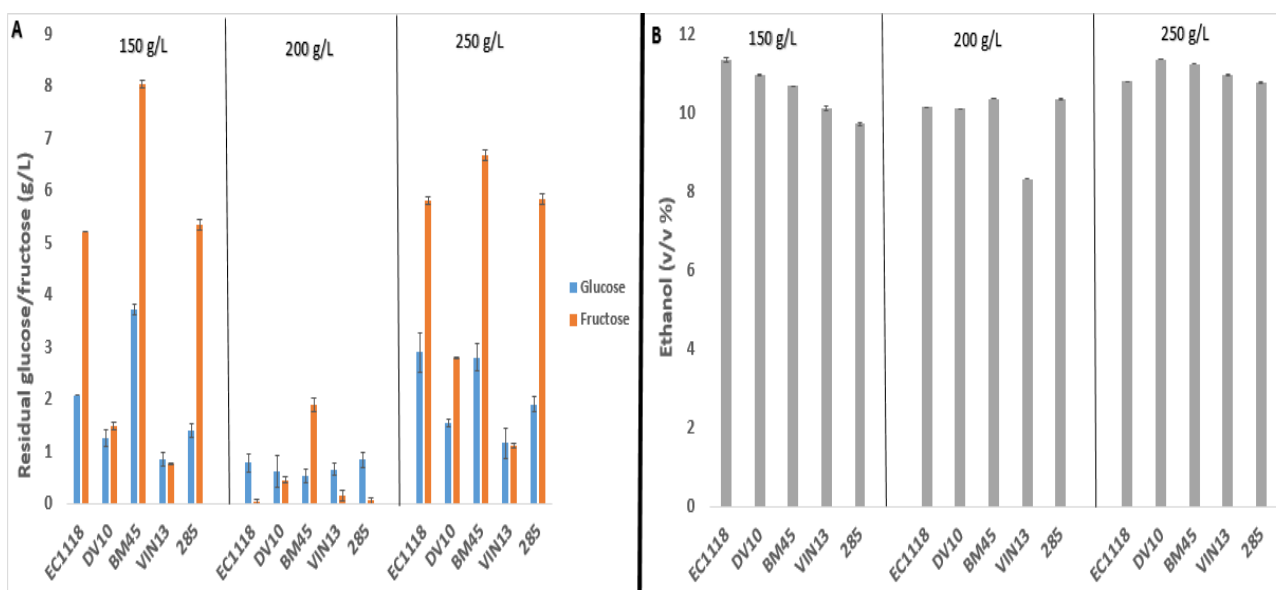 A
150 g/L
200 g/L
250 g/L
Residual glucose/fructose (g/L)
9
8
7
6
5
4
3
2
1
0
Glucose
Fructose
EC1118
DV10
BM45
VIN13
285
EC1118
DV10
BM45
VIN13
285
EC1118
DV10
BM45
VIN13
285
B
150 g/L
200 g/L
250 g/L
Ethanol (v/v %)
12
10
8
6
4
2
0
EC1118
DV10
BM45
VIN13
285
EC1118
DV10
BM45
VIN13
285
EC1118
DV10
BM45
VIN13
285